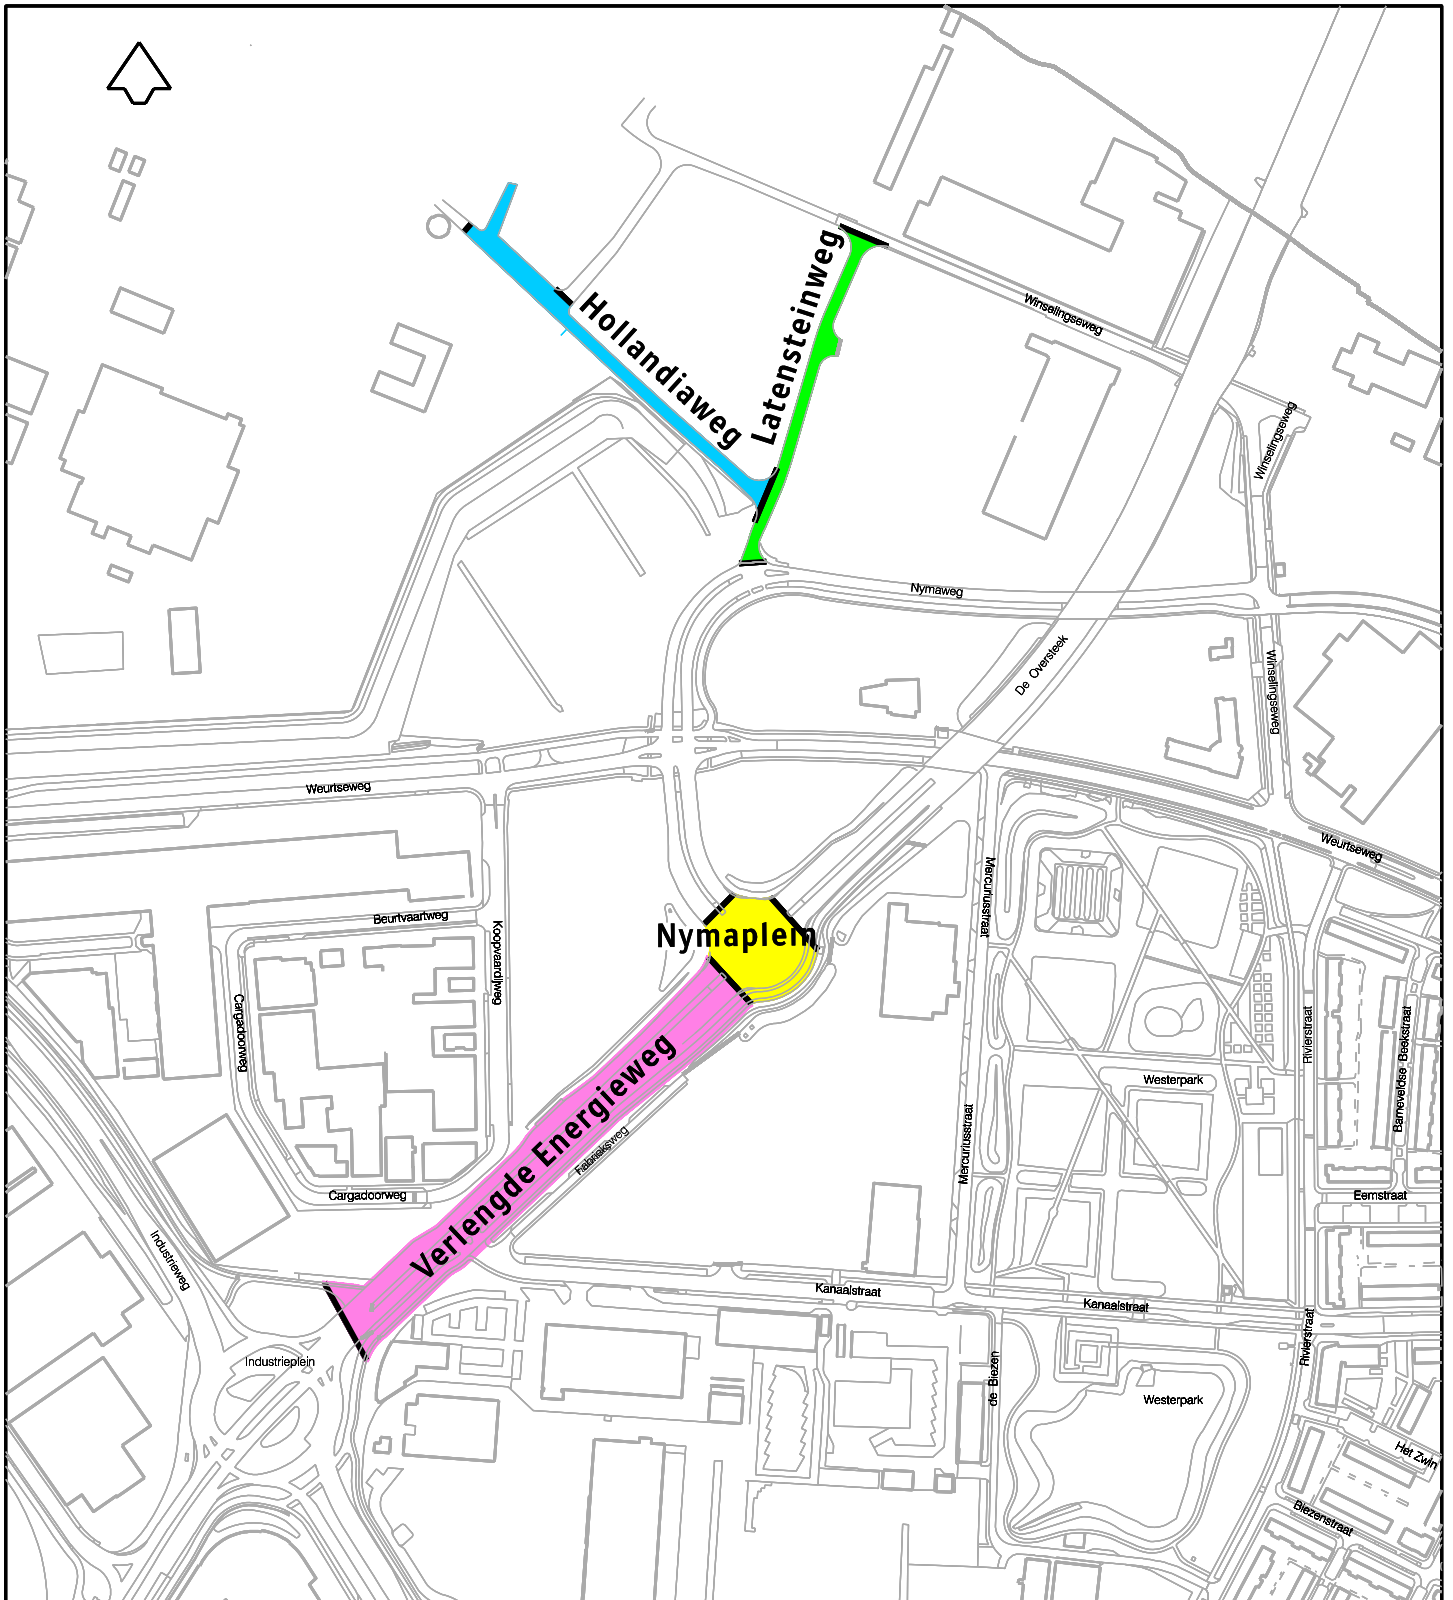 Hollandiaweg
Latensteinweg
Winselingseweg
Winselingseweg
Nymaweg
De Oversteek
Winselingseweg
Weurtseweg
Weurtseweg
Mercuriusstraat
Beurtvaartweg
Koopvaardijweg
Nymaplein
Cargadoorweg
Rivierstraat
Barneveldse Beekstraat
Westerpark
Verlengde Energieweg
Fabrieksweg
Mercuriusstraat
Cargadoorweg
Eemstraat
Industrieweg
Kanaalstraat
Kanaalstraat
Rivierstraat
Industrieplein
de Biezen
Westerpark
Het Zwin
Biezenstraat